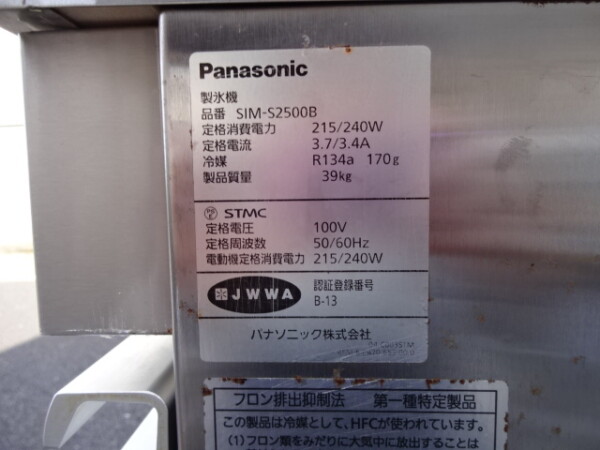 Panasonic
製氷機
品番 SIM-S2500B
定格消費電力 215/240W
定格電流 3.7/3.4A
冷媒 R134a 170g
製品質量 39kg
STMC
定格電圧 100V
定格周波数 50/60Hz
電動機定格消費電力 215/240W
JWWA 認証登録番号
B-13
パナソニック株式会社
フロン排出抑制法 第一種特定製品
この製品は冷媒として、HFCが使われています。
(1)フロン類をみだりに大気中に放出することは